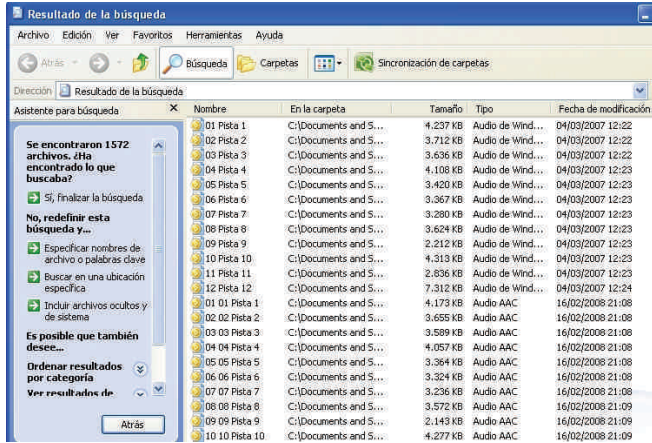 Resultado de la búsqueda
Archivo Edición Ver Favoritos Herramientas Ayuda
Atrás Búsqueda Carpetas Sincronización de carpetas
Dirección Resultado de la búsqueda
Asistente para búsqueda
Se encontraron 1572
archivos. ¿Ha
encontrado lo que
buscaba?
Sí, finalizar la búsqueda
No, redefinir esta
búsqueda y...
Especificar nombres de
archivo o palabras clave
Buscar en una ubicación
específica
Incluir archivos ocultos y
de sistema
Es posible que también
desee...
Ordenar resultados
por categoría
Ver resultados de
Atrás
Nombre En la carpeta Tamaño Tipo Fecha de modificación
01 Pista 1 C:\Documents and S... 4.237 KB Audio de Wind... 04/03/2007 12:22
02 Pista 2 C:\Documents and S... 3.712 KB Audio de Wind... 04/03/2007 12:22
03 Pista 3 C:\Documents and S... 3.636 KB Audio de Wind... 04/03/2007 12:22
04 Pista 4 C:\Documents and S... 4.108 KB Audio de Wind... 04/03/2007 12:23
05 Pista 5 C:\Documents and S... 3.420 KB Audio de Wind... 04/03/2007 12:23
06 Pista 6 C:\Documents and S... 3.367 KB Audio de Wind... 04/03/2007 12:23
07 Pista 7 C:\Documents and S... 3.280 KB Audio de Wind... 04/03/2007 12:23
08 Pista 8 C:\Documents and S... 3.624 KB Audio de Wind... 04/03/2007 12:23
09 Pista 9 C:\Documents and S... 2.212 KB Audio de Wind... 04/03/2007 12:23
10 Pista 10 C:\Documents and S... 4.313 KB Audio de Wind... 04/03/2007 12:23
11 Pista 11 C:\Documents and S... 2.836 KB Audio de Wind... 04/03/2007 12:23
12 Pista 12 C:\Documents and S... 7.312 KB Audio de Wind... 04/03/2007 12:24
01 01 Pista 1 C:\Documents and S... 4.173 KB Audio AAC 16/02/2008 21:08
02 02 Pista 2 C:\Documents and S... 3.655 KB Audio AAC 16/02/2008 21:08
03 03 Pista 3 C:\Documents and S... 3.589 KB Audio AAC 16/02/2008 21:08
04 04 Pista 4 C:\Documents and S... 4.057 KB Audio AAC 16/02/2008 21:08
05 05 Pista 5 C:\Documents and S... 3.364 KB Audio AAC 16/02/2008 21:08
06 06 Pista 6 C:\Documents and S... 3.324 KB Audio AAC 16/02/2008 21:08
07 07 Pista 7 C:\Documents and S... 3.236 KB Audio AAC 16/02/2008 21:08
08 08 Pista 8 C:\Documents and S... 3.572 KB Audio AAC 16/02/2008 21:09
09 09 Pista 9 C:\Documents and S... 2.143 KB Audio AAC 16/02/2008 21:09
10 10 Pista 10 C:\Documents and S... 4.277 KB Audio AAC 16/02/2008 21:09